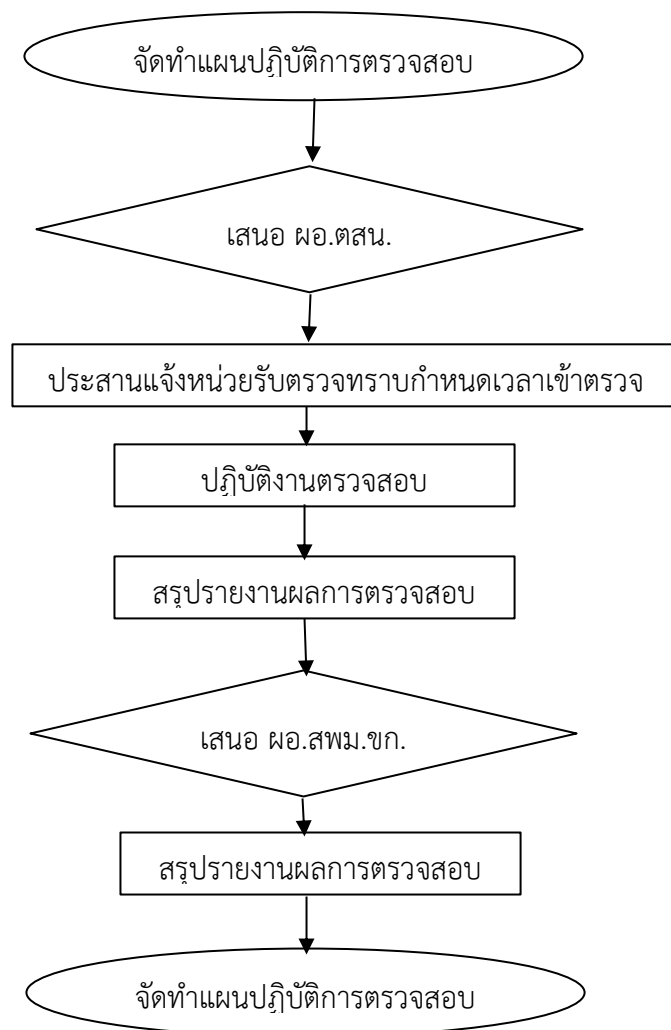 จัดทำแผนปฏิบัติการตรวจสอบ
เสนอ ผอ.ตสน.
ประสานแจ้งหน่วยรับตรวจทราบกำหนดเวลาเข้าตรวจ
ปฏิบัติงานตรวจสอบ
สรุปรายงานผลการตรวจสอบ
เสนอ ผอ.สพม.ขก.
สรุปรายงานผลการตรวจสอบ
จัดทำแผนปฏิบัติการตรวจสอบ